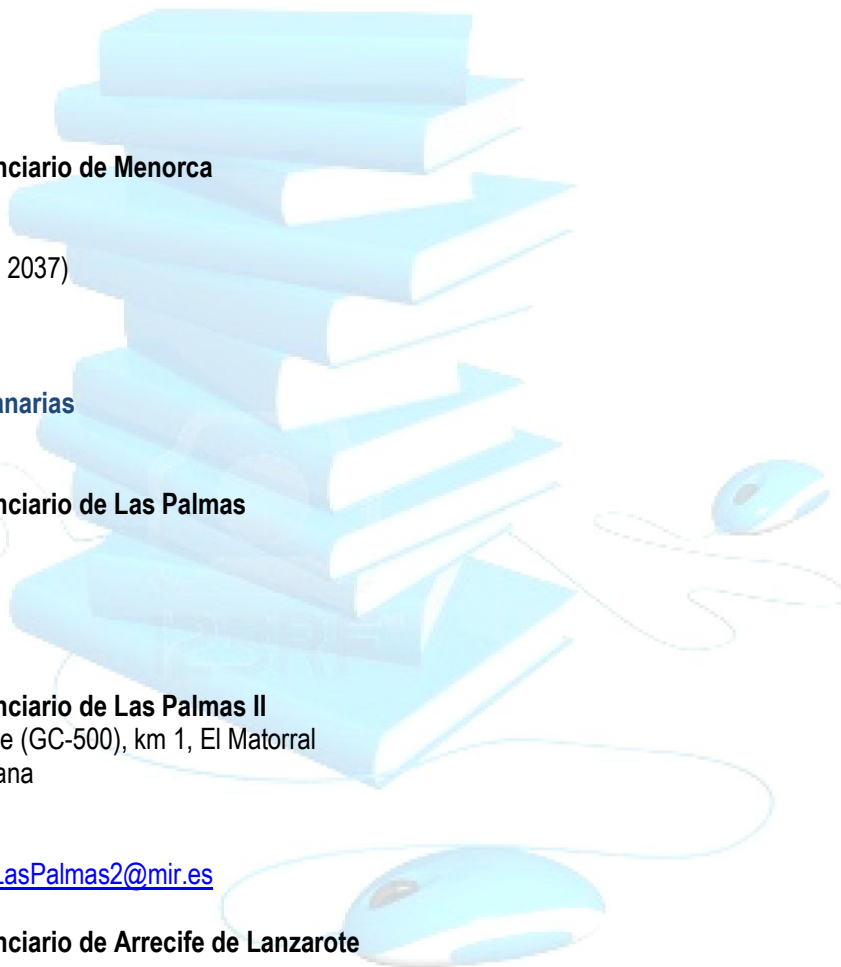 nciario de Menorca
2037)
anarias
nciario de Las Palmas
nciario de Las Palmas II
e (GC-500), km 1, El Matorral
ana
LasPalmas2@mir.es
nciario de Arrecife de Lanzarote
123RF